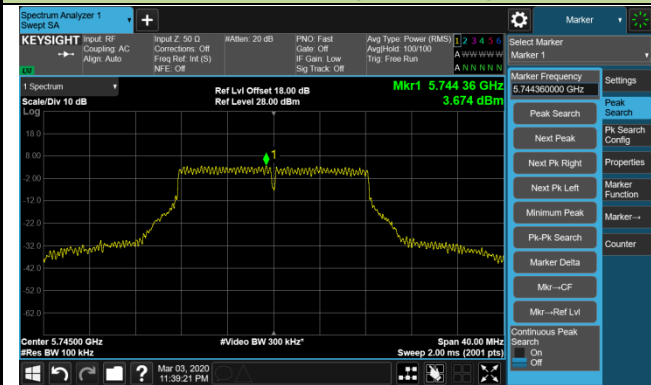 Spectrum Analyzer 1
Swept SA
Marker
KEYSIGHT
Input: RF
Coupling: AC
Align: Auto
Input Z: 50 Ω
Corrections: Off
Freq Ref: Int (S)
NFE: Off
#Atten: 20 dB
PNO: Fast
Gate: Off
IF Gain: Low
Sig Track: Off
Avg Type: Power (RMS)
Avg|Hold: 100/100
Trig: Free Run
1 2 3 4 5 6
A W W W W W
A N N N N N
Select Marker
Marker 1
LXI
1 Spectrum
Scale/Div 10 dB
Log
Ref Lvl Offset 18.00 dB
Ref Level 28.00 dBm
Mkr1 5.744 36 GHz
3.674 dBm
Marker Frequency
5.744360000 GHz
Settings
Peak Search
Next Peak
Next Pk Right
Next Pk Left
Minimum Peak
Pk-Pk Search
Marker Delta
Mkr→CF
Mkr→Ref Lvl
Continuous Peak
Search
On
Off
Peak
Search
Pk Search
Config
Properties
Marker
Function
Marker→
Counter
18.0
8.00
-2.00
-12.0
-22.0
-32.0
-42.0
-52.0
-62.0
1
Center 5.74500 GHz
#Res BW 100 kHz
#Video BW 300 kHz*
Span 40.00 MHz
Sweep 2.00 ms (2001 pts)
Mar 03, 2020
11:39:21 PM